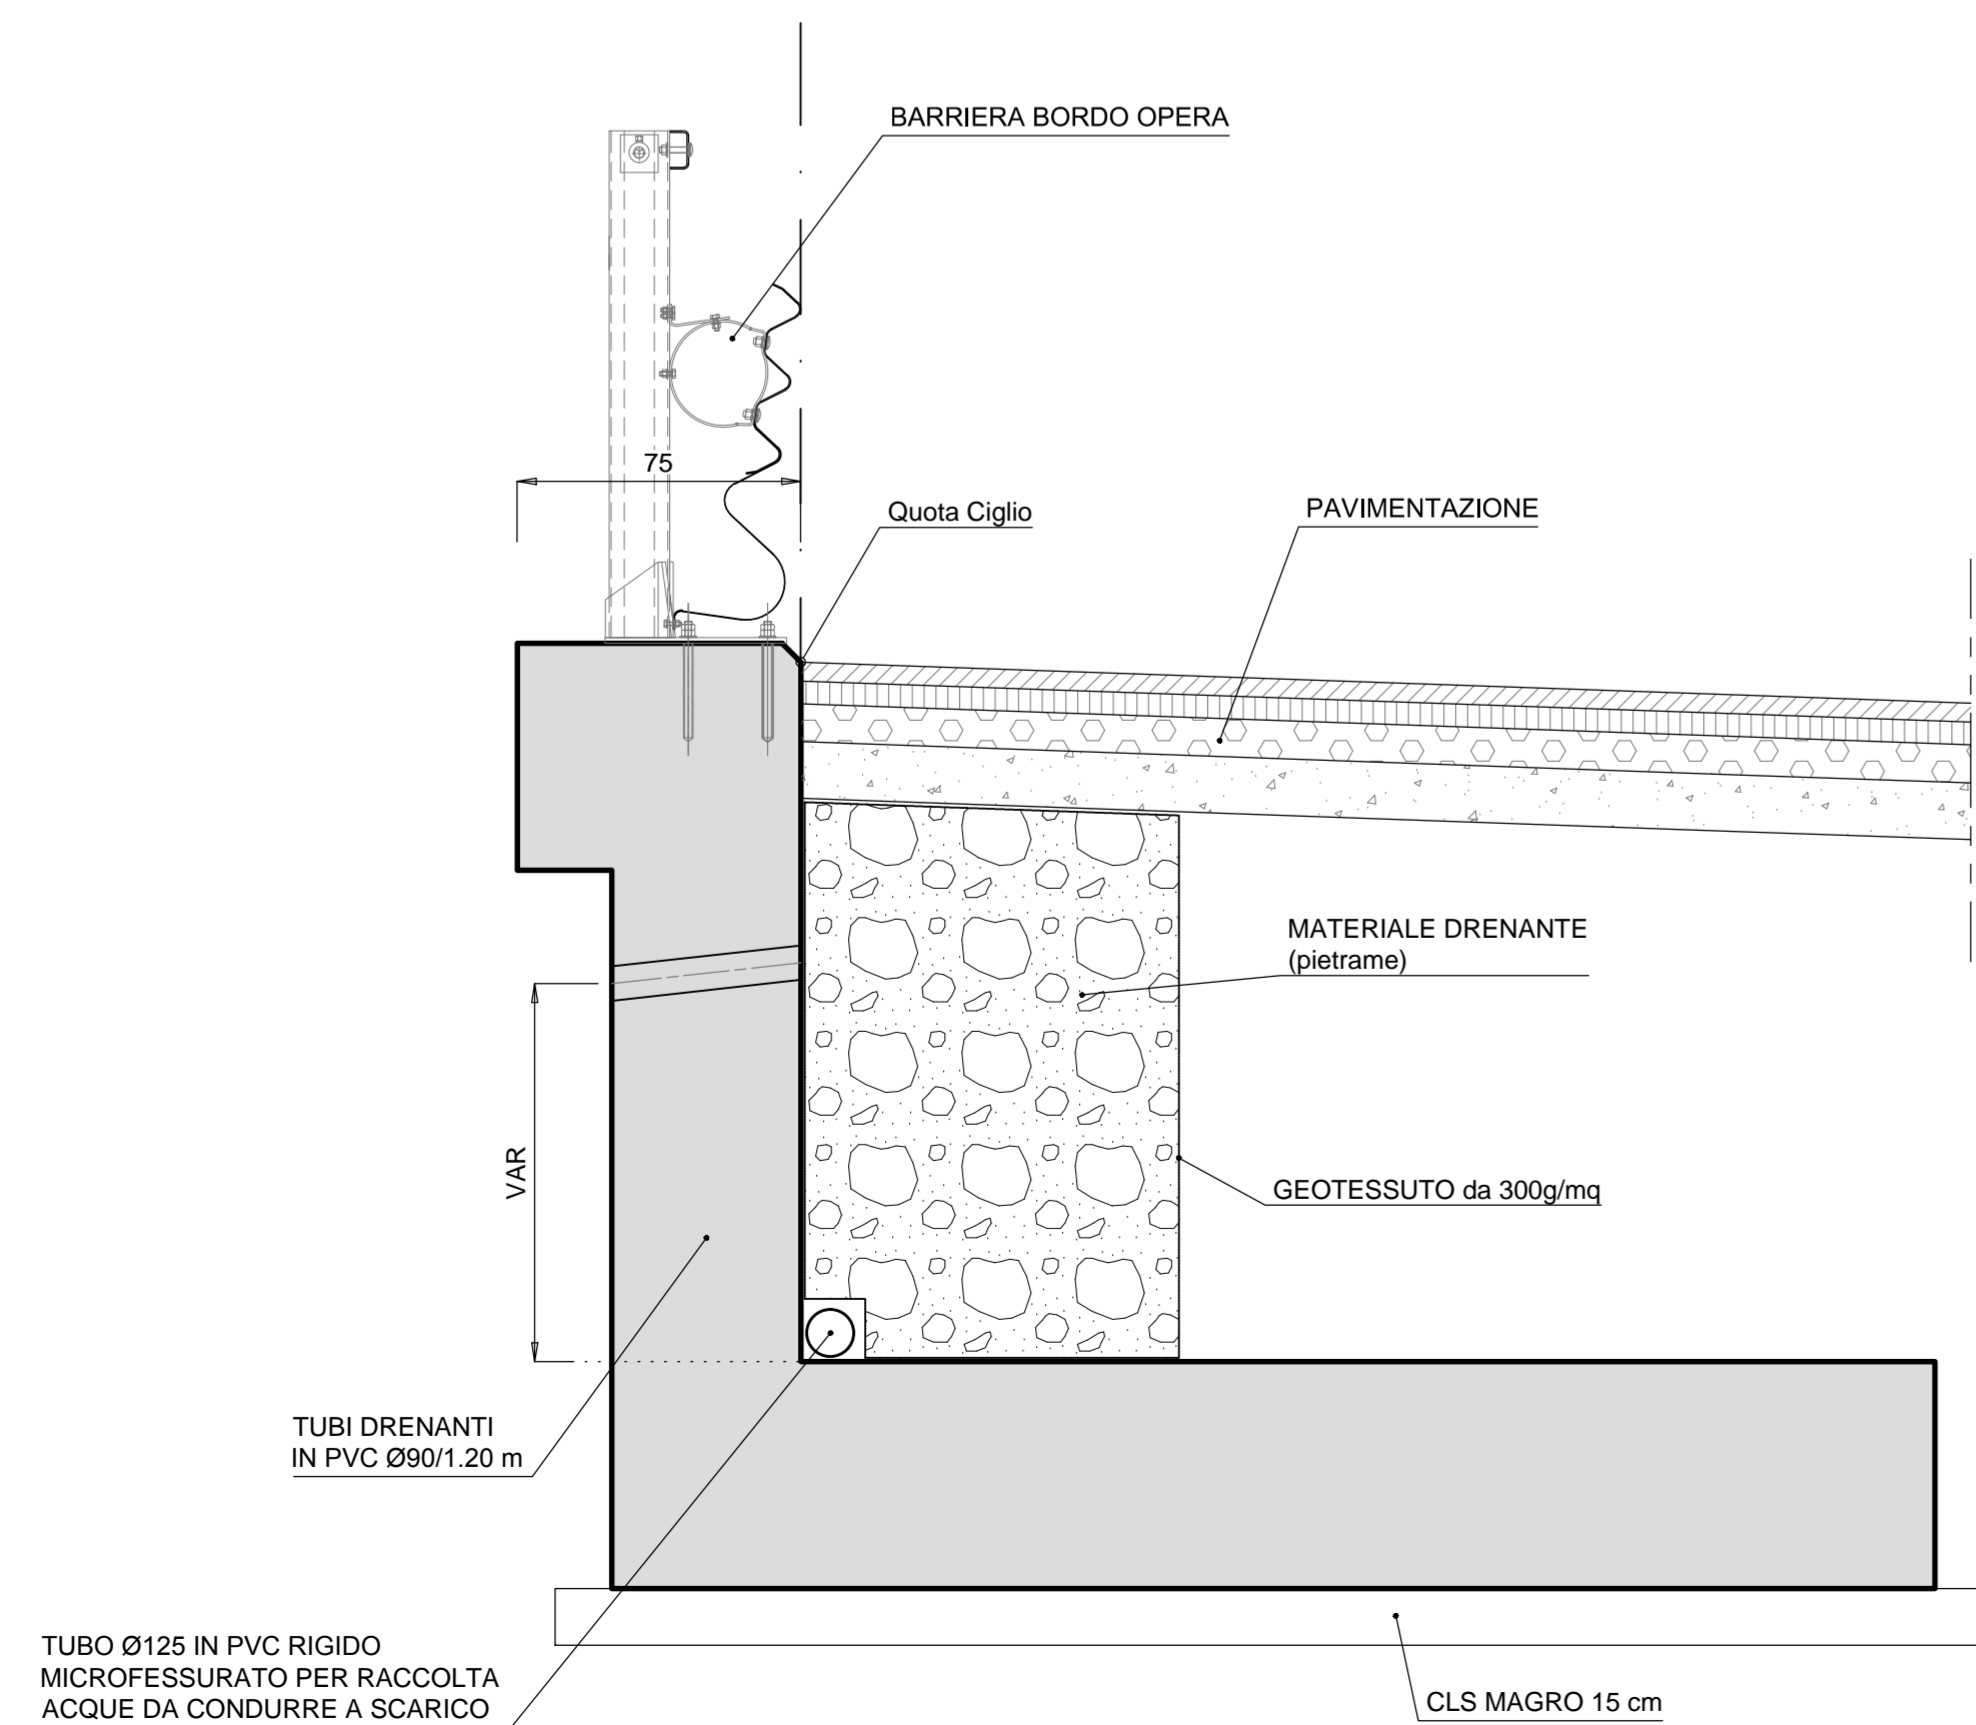 BARRIERA BORDO OPERA
75
Quota Ciglio
PAVIMENTAZIONE
MATERIALE DRENANTE
(pietrame)
VAR
GEOTESSUTO da 300g/mq
TUBI DRENANTI
IN PVC Ø90/1.20 m
TUBO Ø125 IN PVC RIGIDO
MICROFESSURATO PER RACCOLTA
ACQUE DA CONDURRE A SCARICO
CLS MAGRO 15 cm